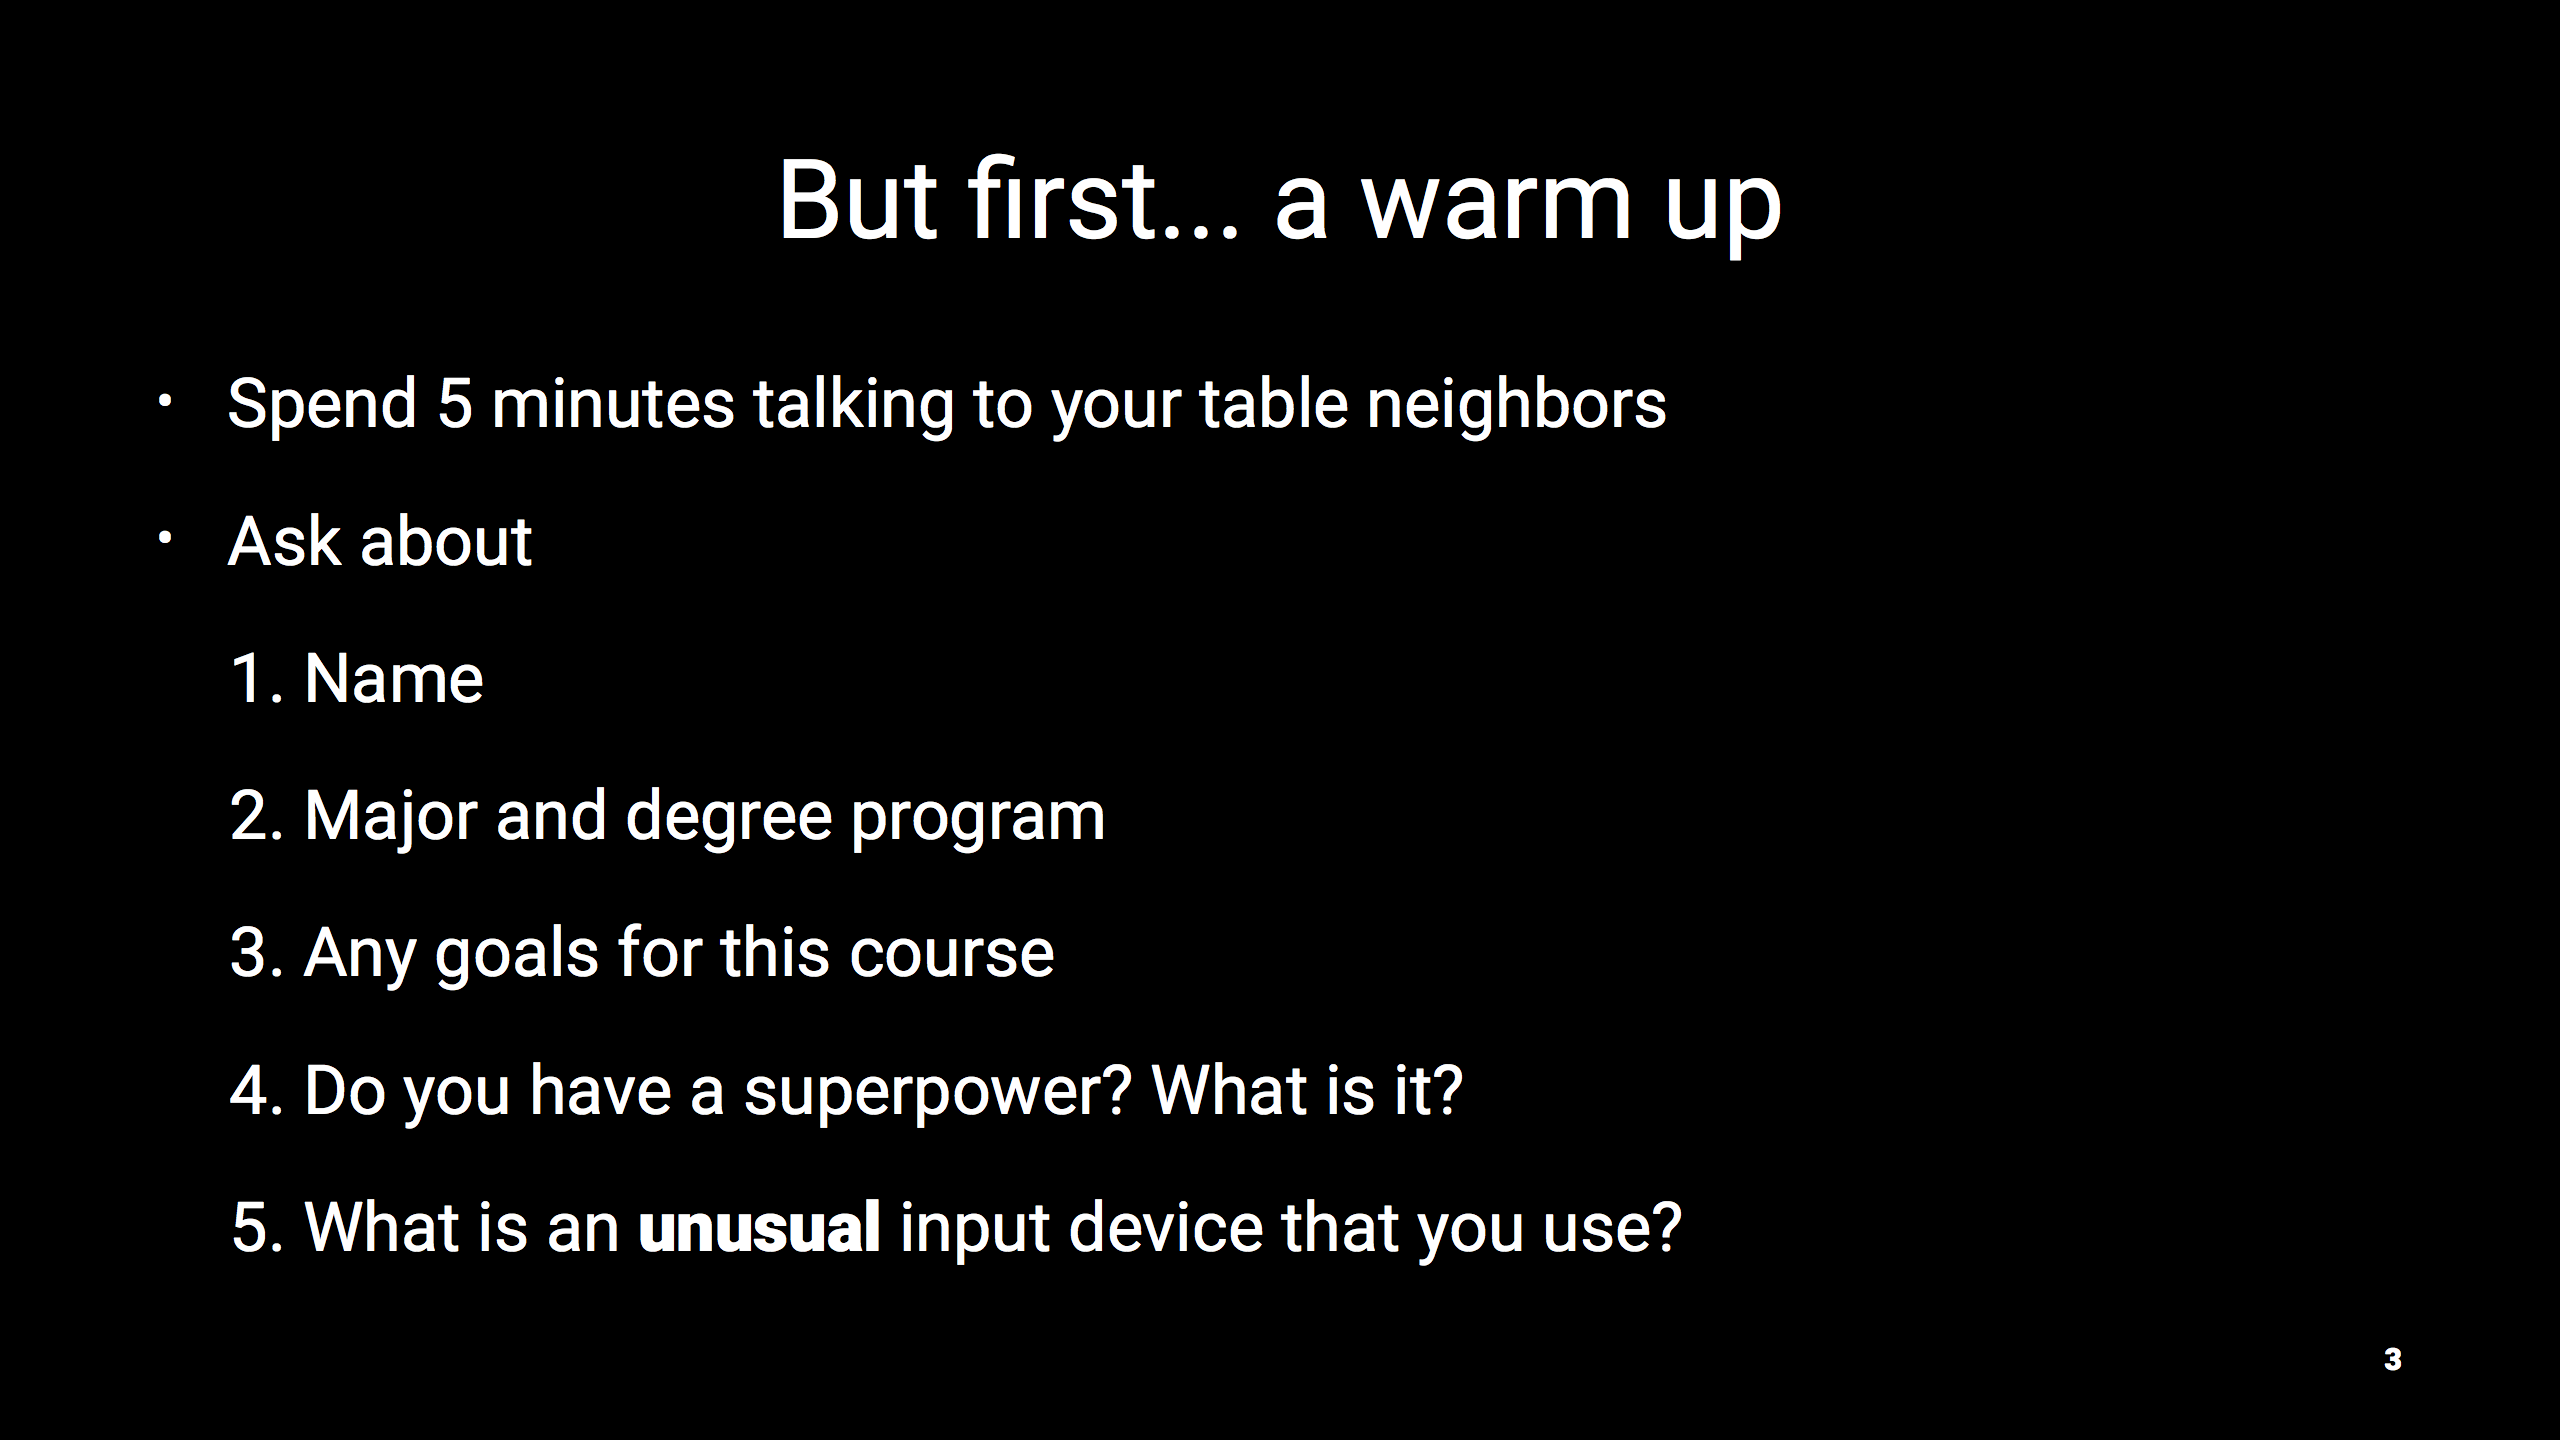 But first... a warm up
• Spend 5 minutes talking to your table neighbors
• Ask about
1. Name
2. Major and degree program
3. Any goals for this course
4. Do you have a superpower? What is it?
5. What is an unusual input device that you use?
3